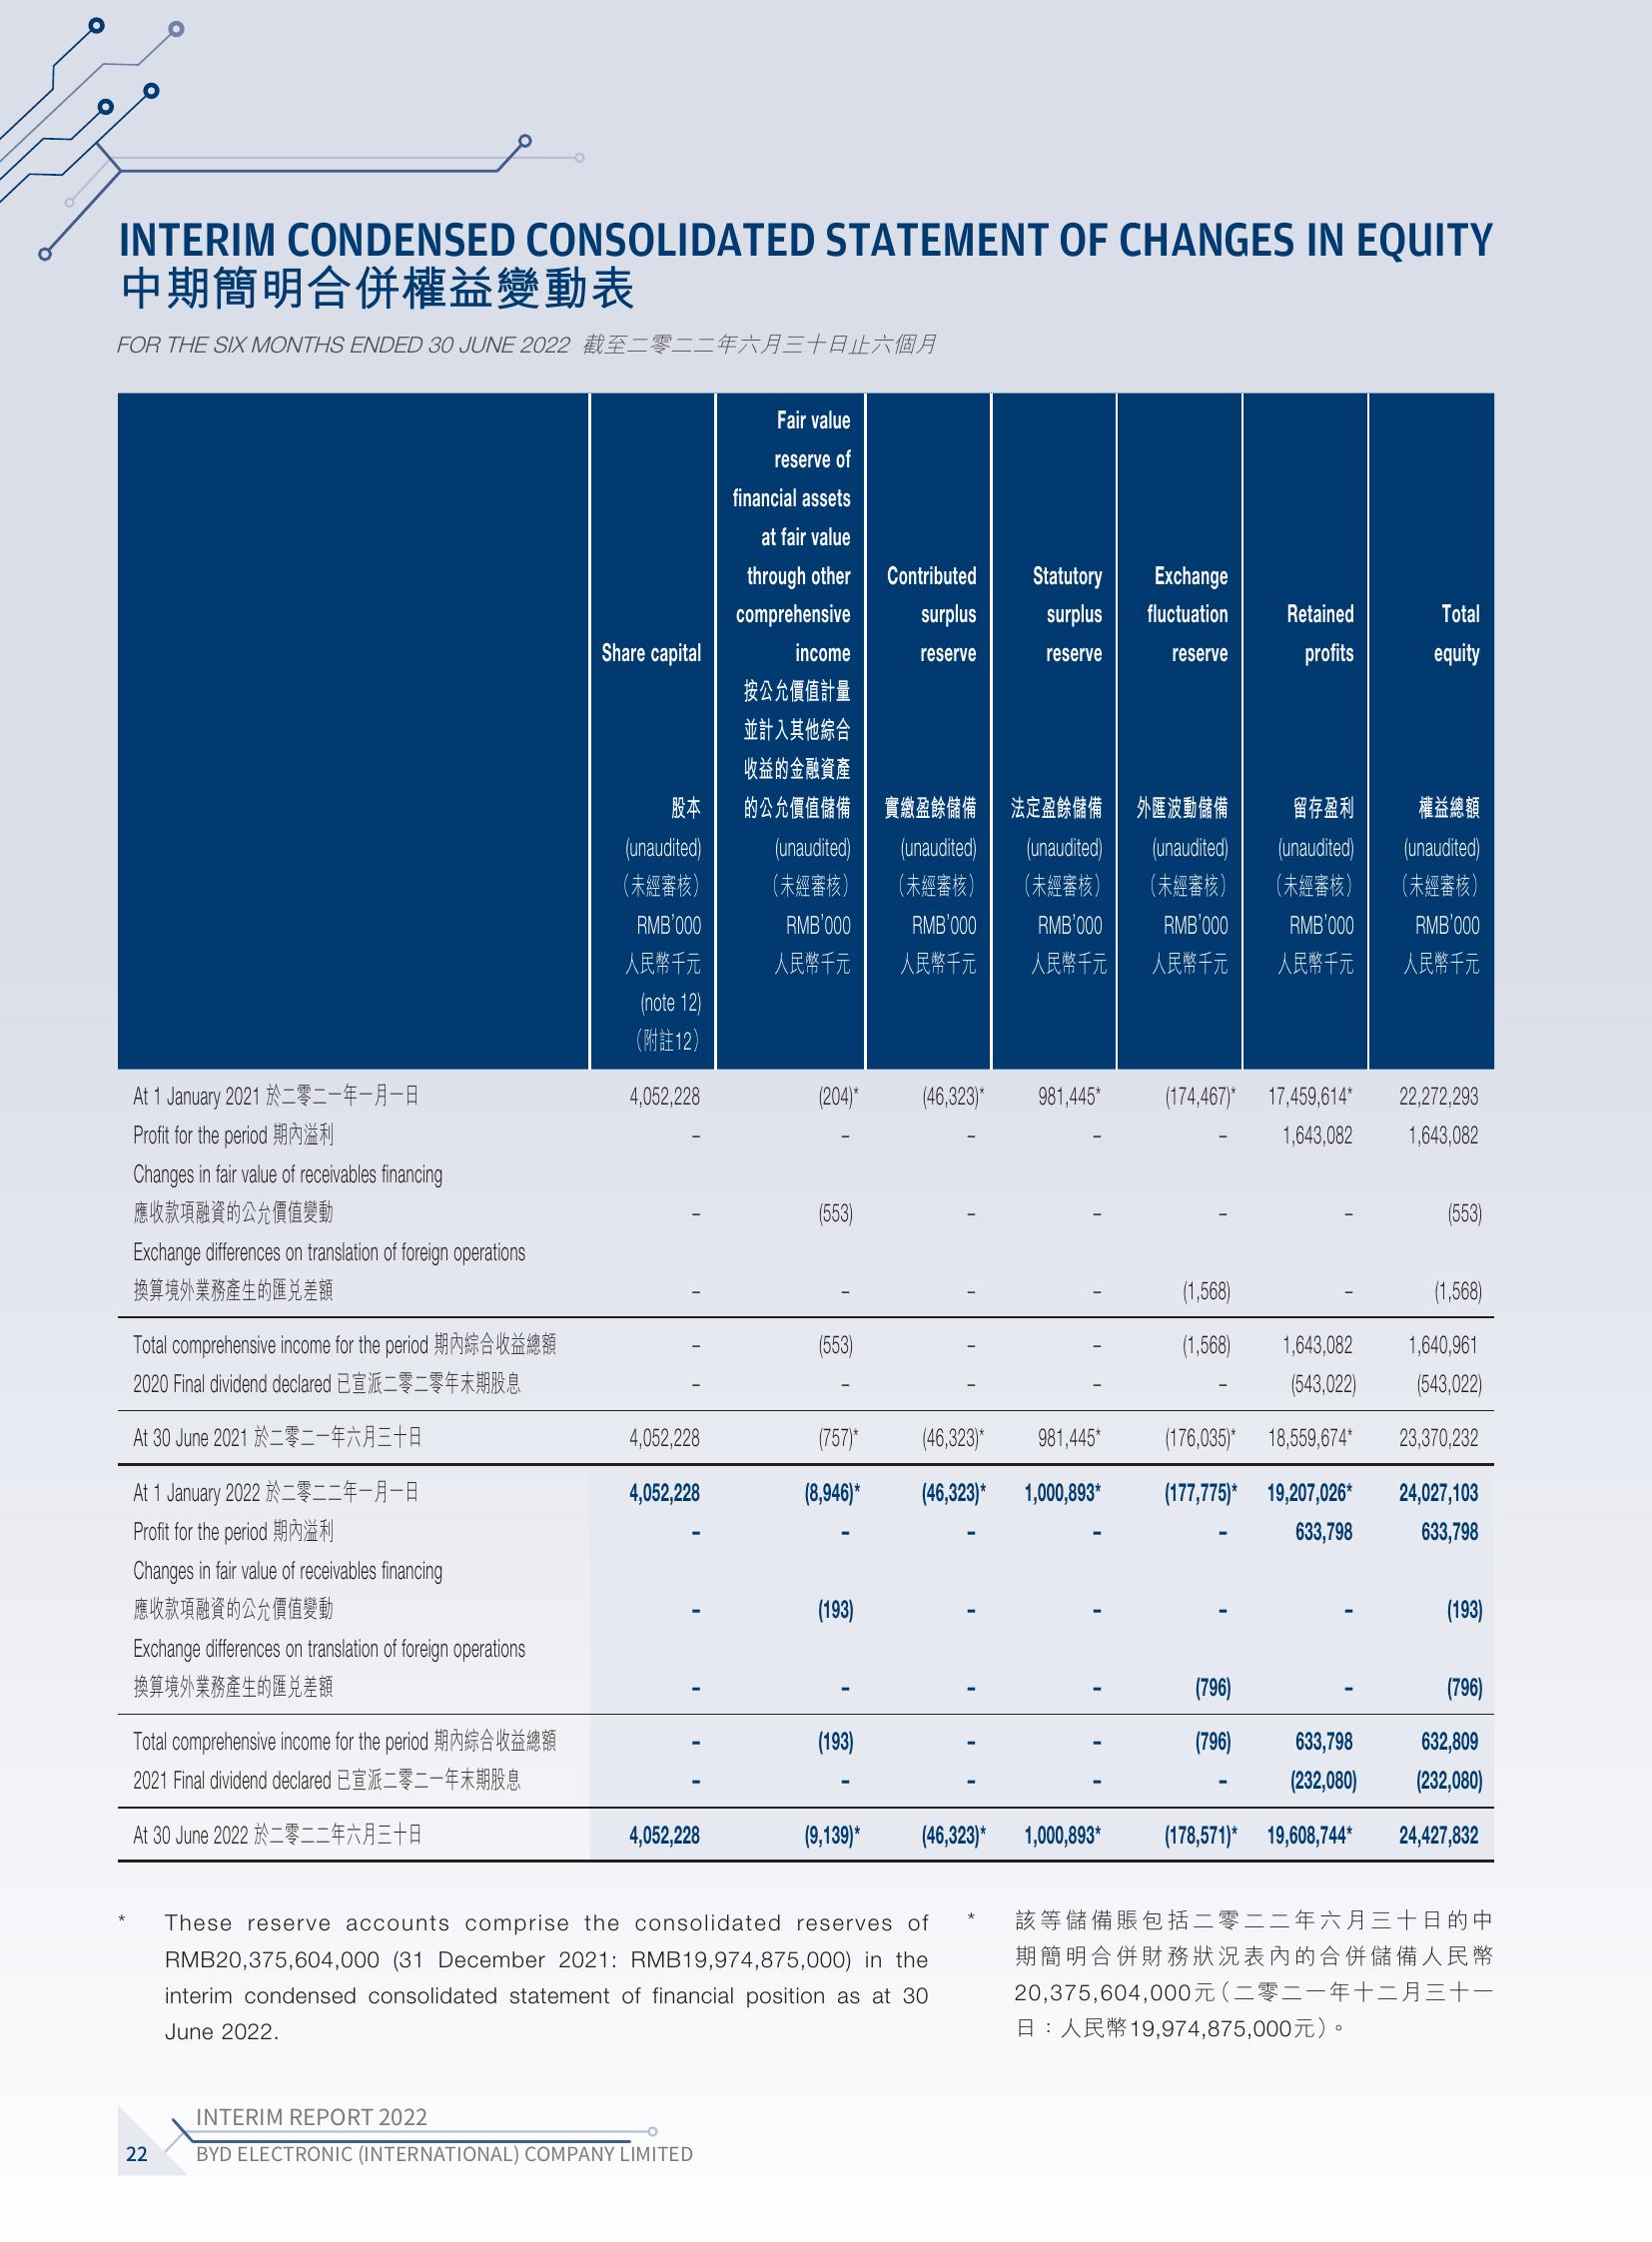 INTERIM CONDENSED CONSOLIDATED STATEMENT OF CHANGES IN EQUITY
中期簡明合併權益變動表
FOR THE SIX MONTHS ENDED 30 JUNE 2022 截至二零二二年六月三十日止六個月
Fair value
reserve of
financial assets
at fair value
through other Contributed Statutory Exchange
comprehensive surplus surplus fluctuation Retained Total
Share capital income reserve reserve reserve profits equity
按公允價值計量
並計入其他綜合
收益的金融資產
股本 的公允價值儲備 實繳盈餘儲備 法定盈餘儲備 外匯波動儲備 留存盈利 權益總額
(unaudited) (unaudited) (unaudited) (unaudited) (unaudited) (unaudited) (unaudited)
（未經審核） （未經審核） （未經審核） （未經審核） （未經審核） （未經審核） （未經審核）
RMB’000 RMB’000 RMB’000 RMB’000 RMB’000 RMB’000 RMB’000
人民幣千元 人民幣千元 人民幣千元 人民幣千元 人民幣千元 人民幣千元 人民幣千元
(note 12)
（附註12）
At 1 January 2021 於二零二一年一月一日 4,052,228 (204)* (46,323)* 981,445* (174,467)* 17,459,614* 22,272,293
Profit for the period 期內溢利 – – – – – 1,643,082 1,643,082
Changes in fair value of receivables financing
應收款項融資的公允價值變動 – (553) – – – – (553)
Exchange differences on translation of foreign operations
換算境外業務產生的匯兌差額 – – – – (1,568) – (1,568)
Total comprehensive income for the period 期內綜合收益總額 – (553) – – (1,568) 1,643,082 1,640,961
2020 Final dividend declared 已宣派二零二零年末期股息 – – – – – (543,022) (543,022)
At 30 June 2021 於二零二一年六月三十日 4,052,228 (757)* (46,323)* 981,445* (176,035)* 18,559,674* 23,370,232
At 1 January 2022 於二零二二年一月一日 4,052,228 (8,946)* (46,323)* 1,000,893* (177,775)* 19,207,026* 24,027,103
Profit for the period 期內溢利 – – – – – 633,798 633,798
Changes in fair value of receivables financing
應收款項融資的公允價值變動 – (193) – – – – (193)
Exchange differences on translation of foreign operations
換算境外業務產生的匯兌差額 – – – – (796) – (796)
Total comprehensive income for the period 期內綜合收益總額 – (193) – – (796) 633,798 632,809
2021 Final dividend declared 已宣派二零二一年末期股息 – – – – – (232,080) (232,080)
At 30 June 2022 於二零二二年六月三十日 4,052,228 (9,139)* (46,323)* 1,000,893* (178,571)* 19,608,744* 24,427,832
* These reserve accounts comprise the consolidated reserves of
RMB20,375,604,000 (31 December 2021: RMB19,974,875,000) in the
interim condensed consolidated statement of financial position as at 30
June 2022.
* 該等儲備賬包括二零二二年六月三十日的中
期簡明合併財務狀況表內的合併儲備人民幣
20,375,604,000元（二零二一年十二月三十一
日：人民幣19,974,875,000元）。
INTERIM REPORT 2022
22 BYD ELECTRONIC (INTERNATIONAL) COMPANY LIMITED